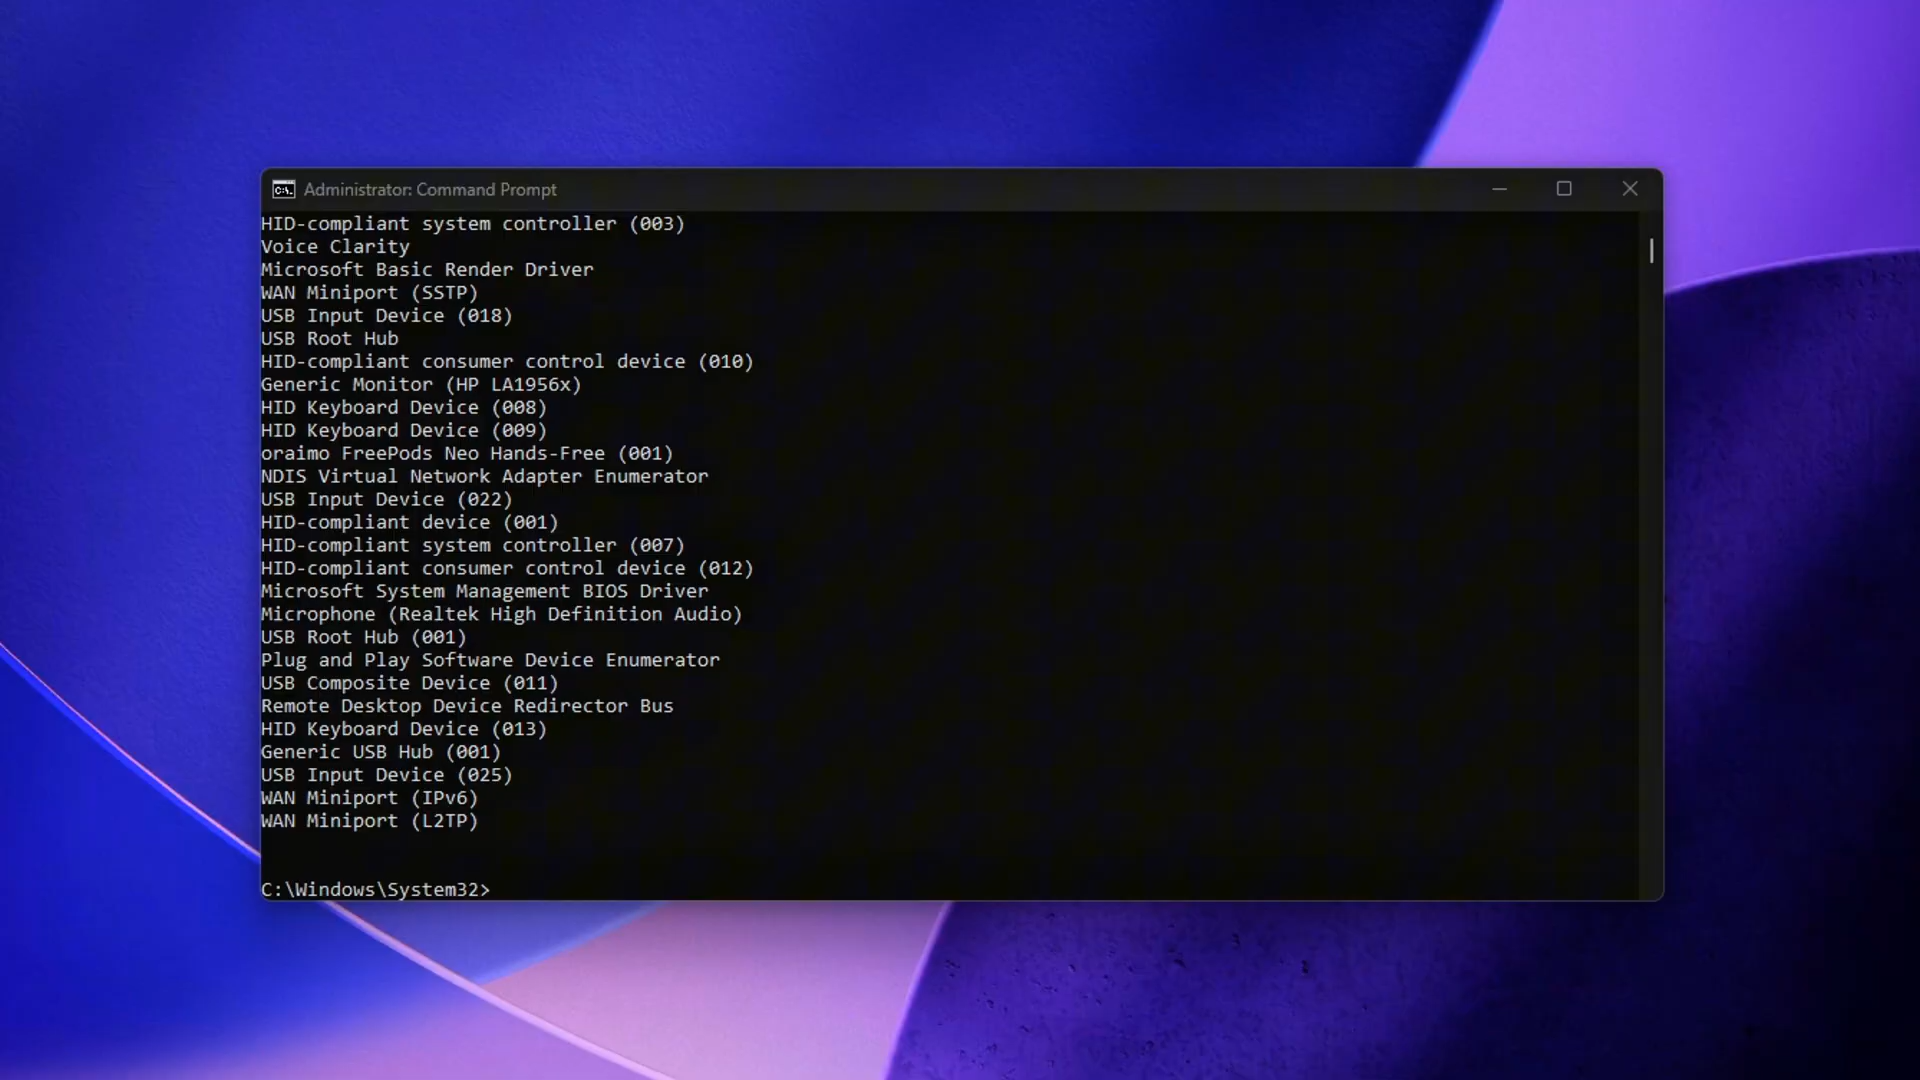 Administrator: Command Prompt
HID-compliant system controller (003)
Voice Clarity
Microsoft Basic Render Driver
WAN Miniport (SSTP)
USB Input Device (018)
USB Root Hub
HID-compliant consumer control device (010)
Generic Monitor (HP LA1956x)
HID Keyboard Device (008)
HID Keyboard Device (009)
oraimo FreePods Neo Hands-Free (001)
NDIS Virtual Network Adapter Enumerator
USB Input Device (022)
HID-compliant device (001)
HID-compliant system controller (007)
HID-compliant consumer control device (012)
Microsoft System Management BIOS Driver
Microphone (Realtek High Definition Audio)
USB Root Hub (001)
Plug and Play Software Device Enumerator
USB Composite Device (011)
Remote Desktop Device Redirector Bus
HID Keyboard Device (013)
Generic USB Hub (001)
USB Input Device (025)
WAN Miniport (IPv6)
WAN Miniport (L2TP)
C:\Windows\System32>